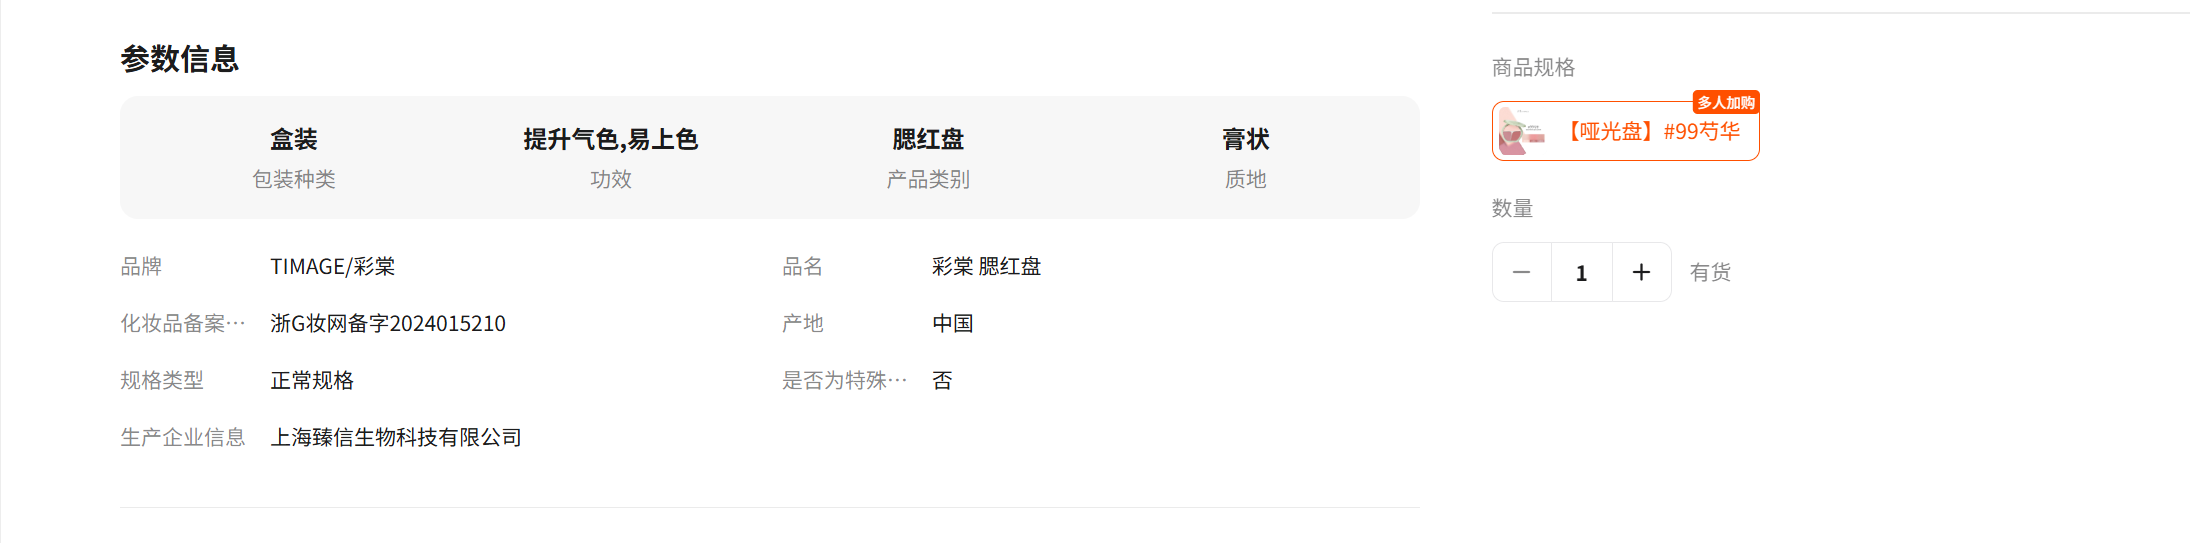 参数信息
盒装
包装种类
提升气色,易上色
功效
腮红盘
产品类别
膏状
质地
品牌
TIMAGE/彩棠
品名
彩棠 腮红盘
化妆品备案…
浙G妆网备字2024015210
产地
中国
规格类型
正常规格
是否为特殊…
否
生产企业信息
上海臻信生物科技有限公司
商品规格
多人加购
【哑光盘】#99芍华
数量
1
有货